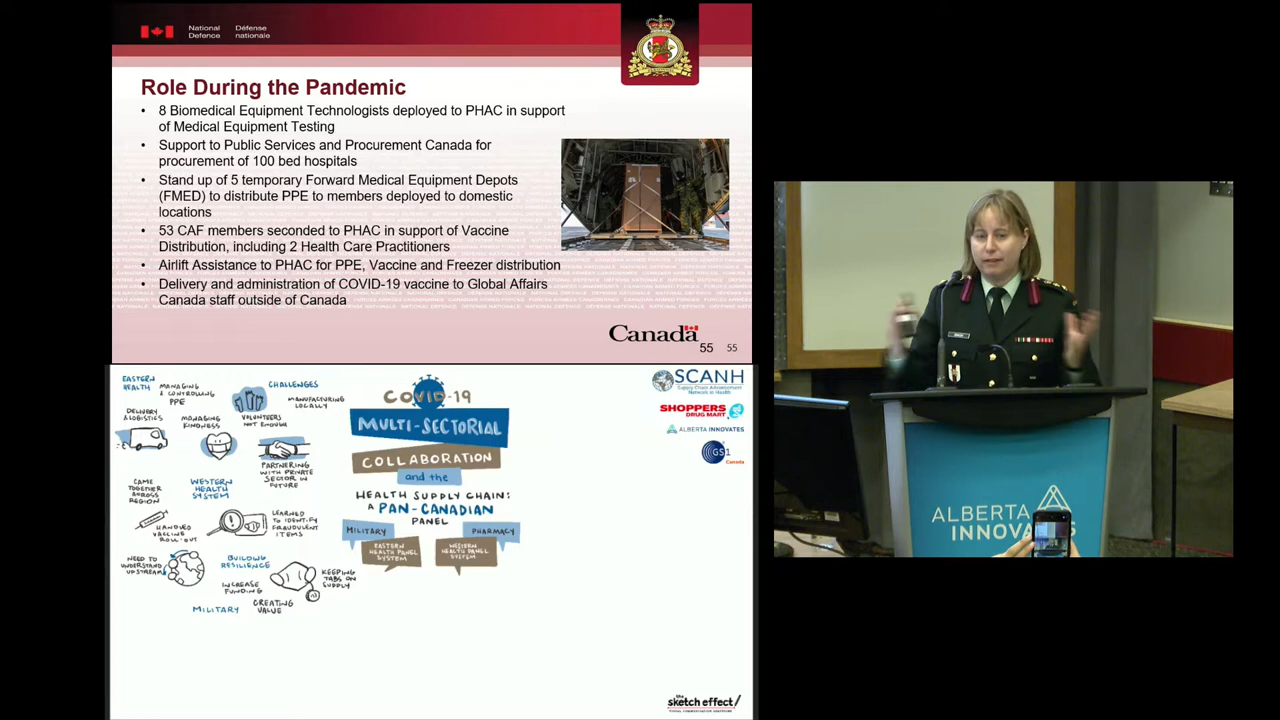 National
Defence
Défense
nationale
Role During the Pandemic
• 8 Biomedical Equipment Technologists deployed to PHAC in support
of Medical Equipment Testing
• Support to Public Services and Procurement Canada for
procurement of 100 bed hospitals
• Stand up of 5 temporary Forward Medical Equipment Depots
(FMED) to distribute PPE to members deployed to domestic
locations
• 53 CAF members seconded to PHAC in support of Vaccine
Distribution, including 2 Health Care Practitioners
• Airlift Assistance to PHAC for PPE, Vaccine and Freezer distribution
• Delivery and administration of COVID-19 vaccine to Global Affairs
Canada staff outside of Canada
Canada
55 55
EASTERN
HEALTH
MANAGING
& CONTROLLING
PPE
CHALLENGES
MANUFACTURING
LOCALLY
DELIVERY
& LOGISTICS
MANAGING
KINDNESS
VOLUNTEERS
NOT ENOUGH
PARTNERING
WITH PRIVATE
SECTOR IN
FUTURE
CAME
TOGETHER
ACROSS
REGION
WESTERN
HEALTH
SYSTEM
HANDLED
VACCINE
ROLL-OUT
LEARNED
TO IDENTIFY
FRAUDULENT
ITEMS
NEED TO
UNDERSTAND
UPSTREAM
BUILDING
RESILIENCE
INCREASE
FUNDING
KEEPING
TABS ON
SUPPLY
MILITARY
CREATING
VALUE
COVID-19
MULTI-SECTORIAL
COLLABORATION
and the
HEALTH SUPPLY CHAIN:
A PAN-CANADIAN
PANEL
MILITARY
PHARMACY
EASTERN
HEALTH PANEL
SYSTEM
WESTERN
HEALTH PANEL
SYSTEM
SCANH
Supply Chain Advancement
Network in Health
SHOPPERS
DRUG MART
ALBERTA INNOVATES
GS1
Canada
the
sketch effect/
ALBERTA
INNOVATES